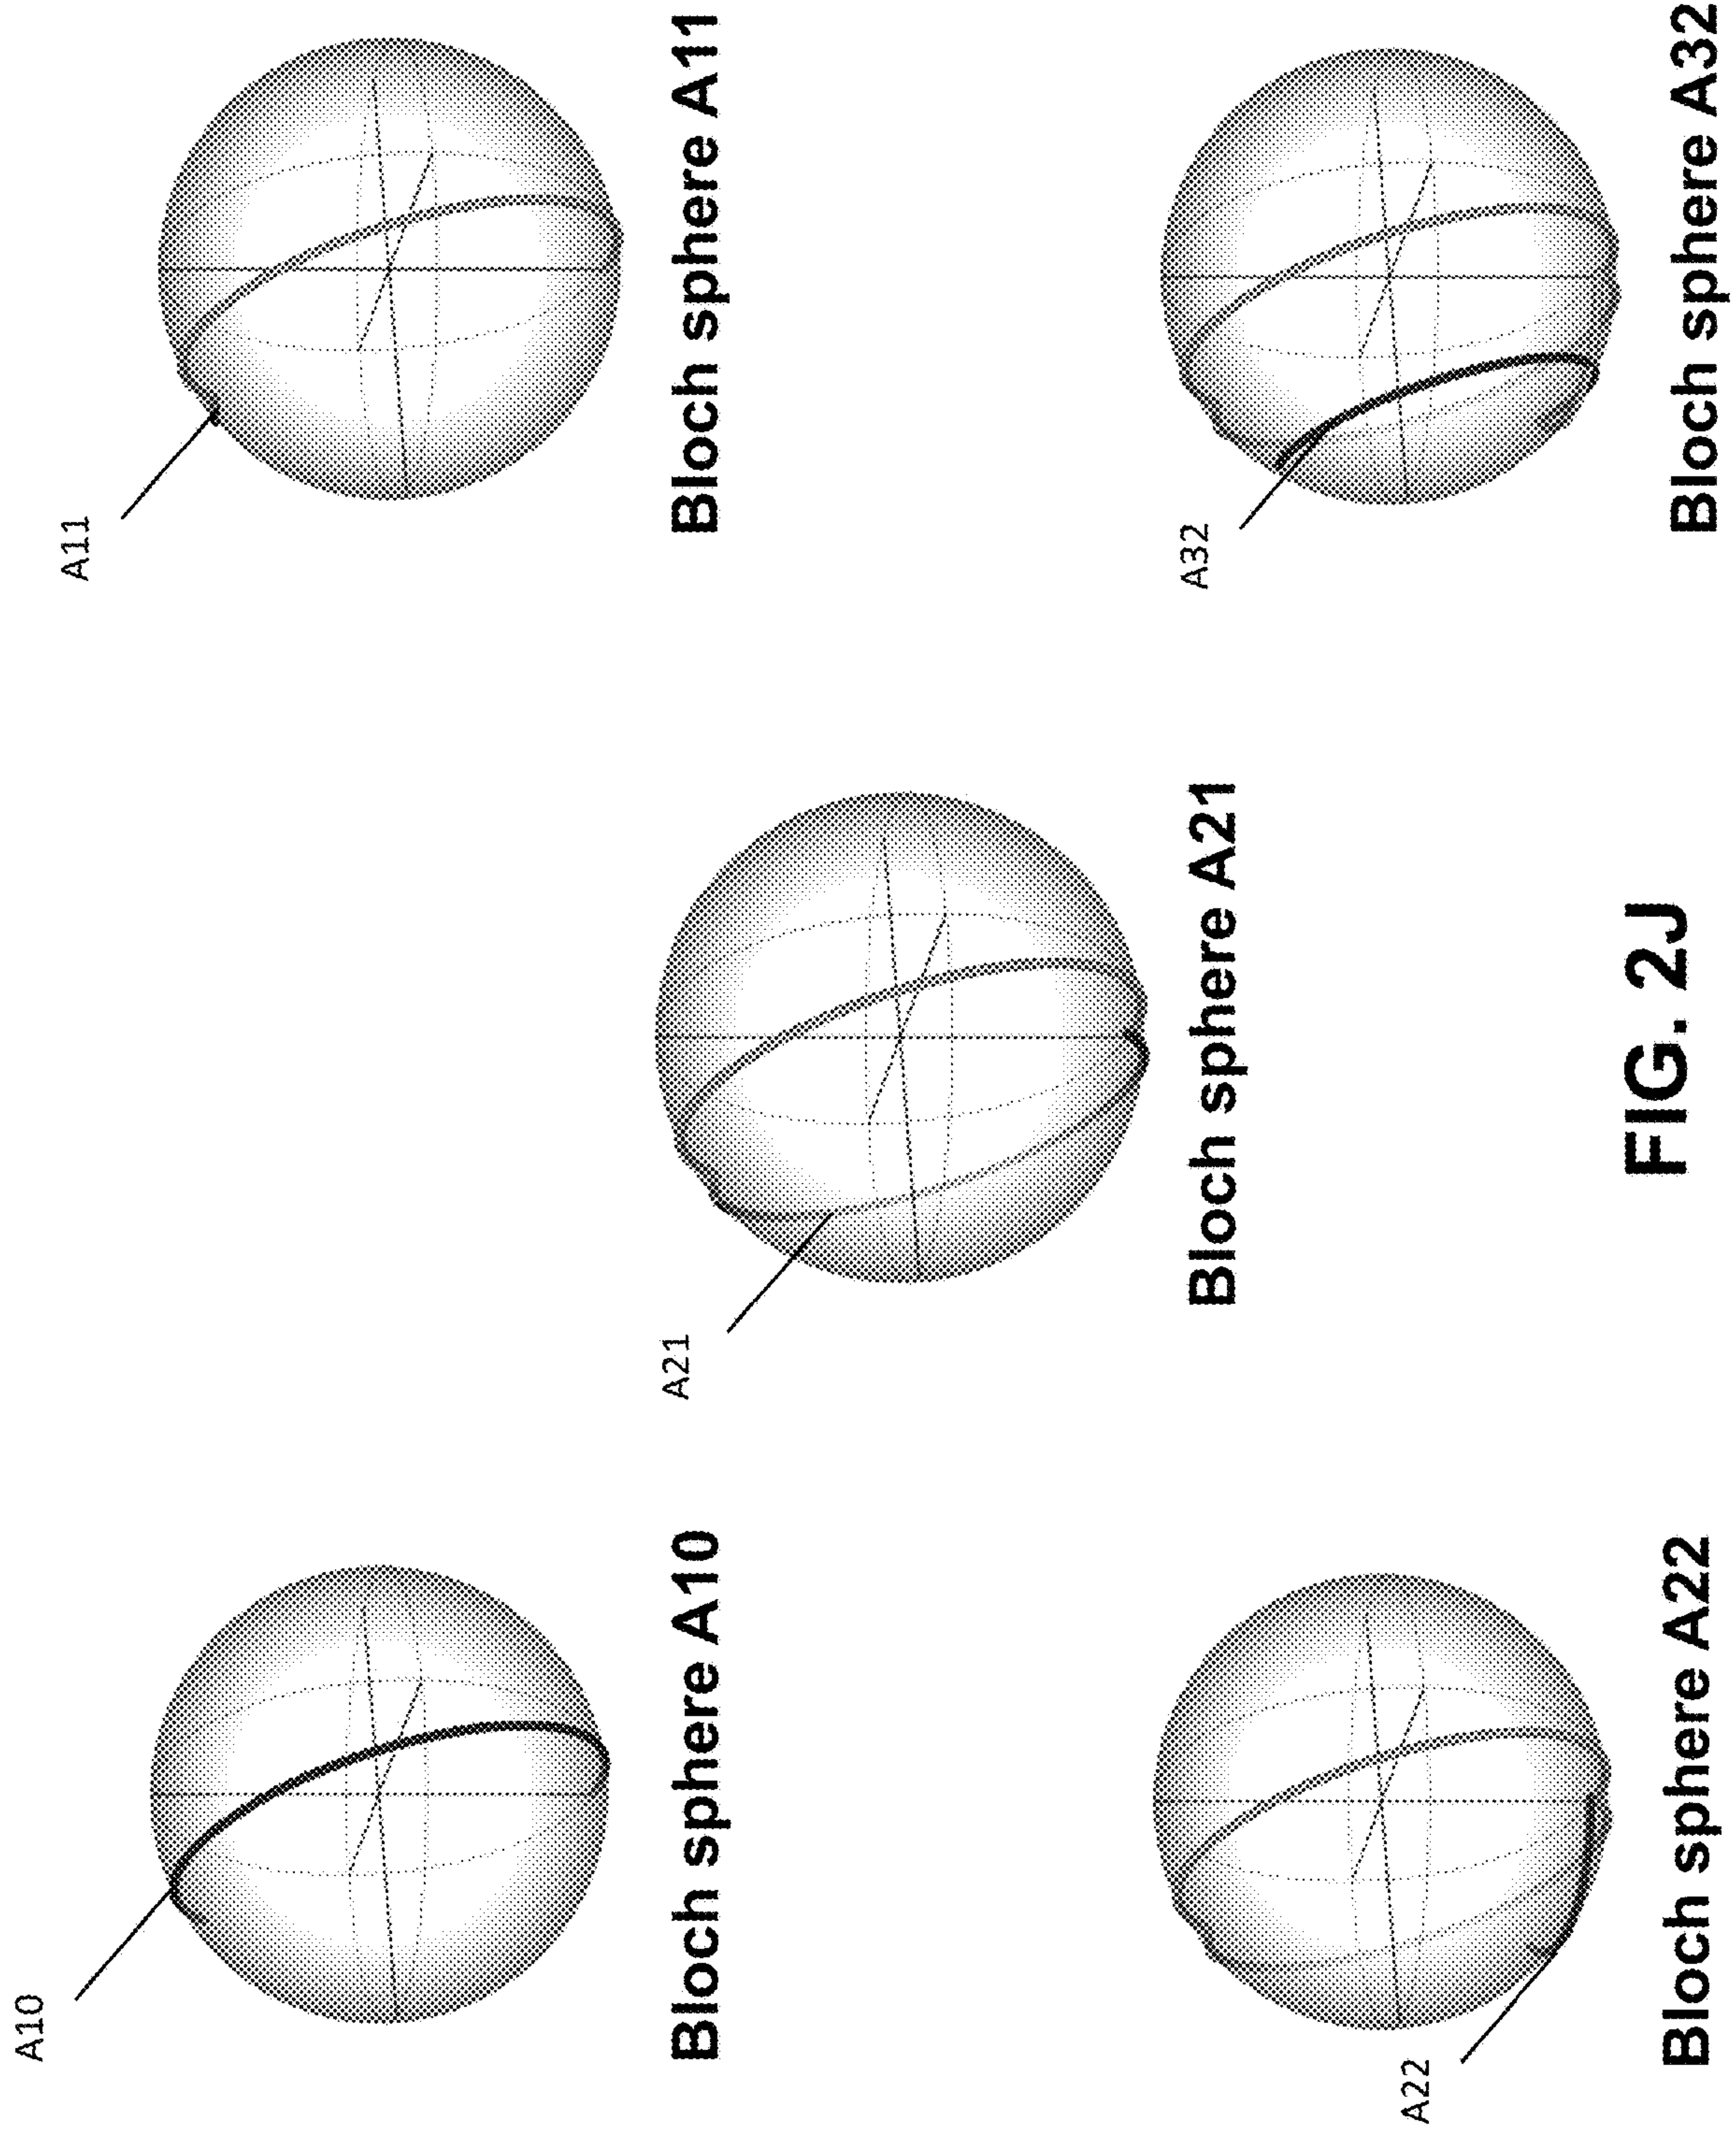 A10
Bloch sphere A10
A21
Bloch sphere A21
A11
Bloch sphere A11
A22
Bloch sphere A22
A32
Bloch sphere A32
FIG. 2J